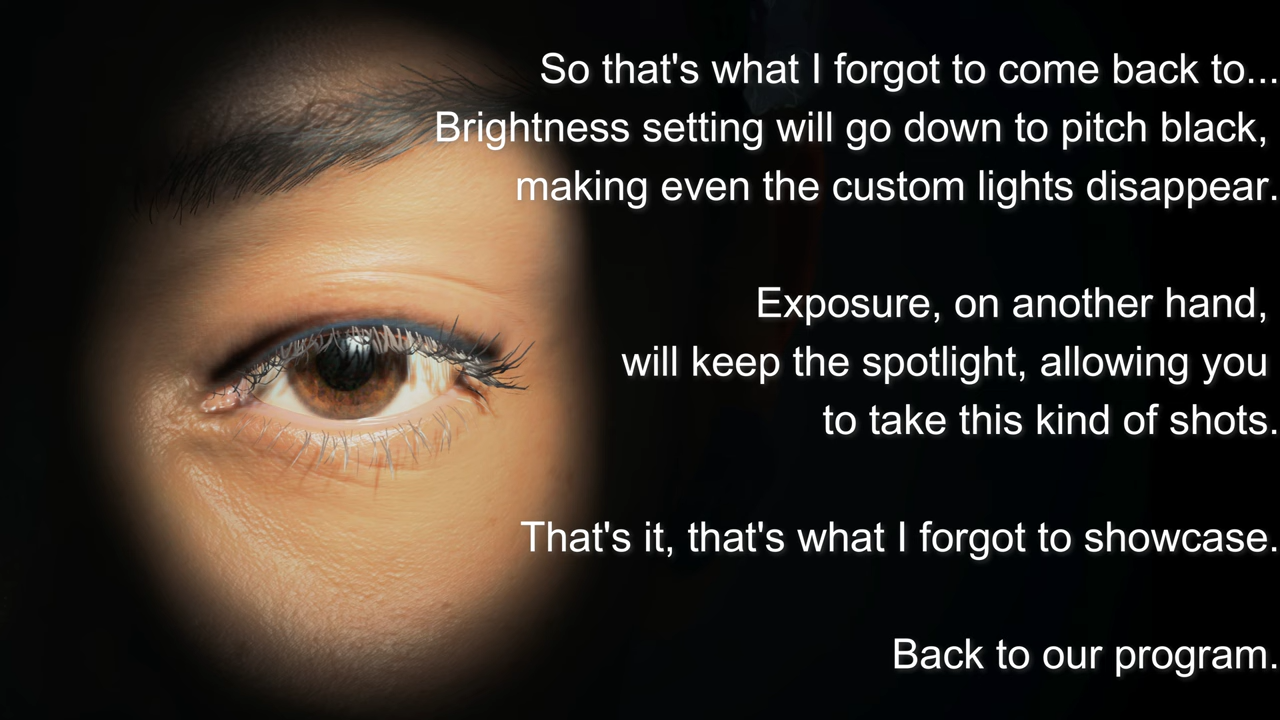 So that's what I forgot to come back to...
Brightness setting will go down to pitch black,
making even the custom lights disappear.
Exposure, on another hand,
will keep the spotlight, allowing you
to take this kind of shots.
That's it, that's what I forgot to showcase.
Back to our program.